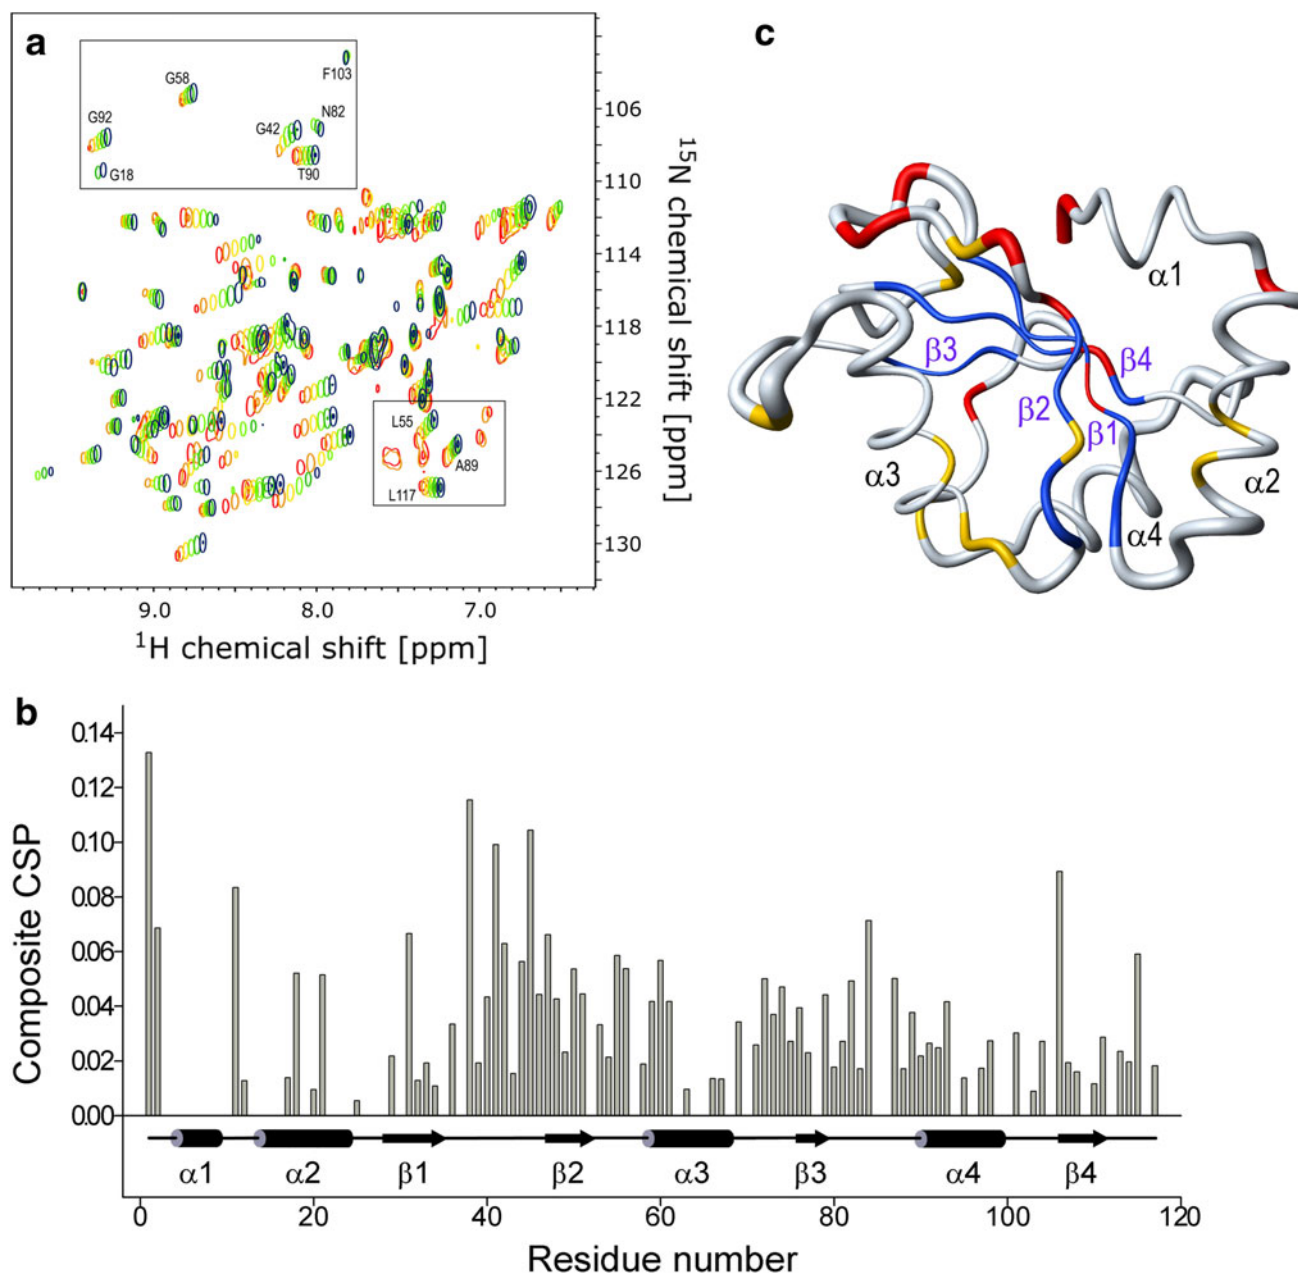 a
G58
F103
G92
N82
G42
G18
T90
106
110
114
118
122
126
130
L55
A89
L117
9.0
8.0
7.0
¹H chemical shift [ppm]
¹⁵N chemical shift [ppm]
c
α1
β3
β4
β2
β1
α3
α2
α4
b
0.14
0.12
0.10
0.08
0.06
0.04
0.02
0.00
Composite CSP
α1 α2 β1 β2 α3 β3 α4 β4
0 20 40 60 80 100 120
Residue number